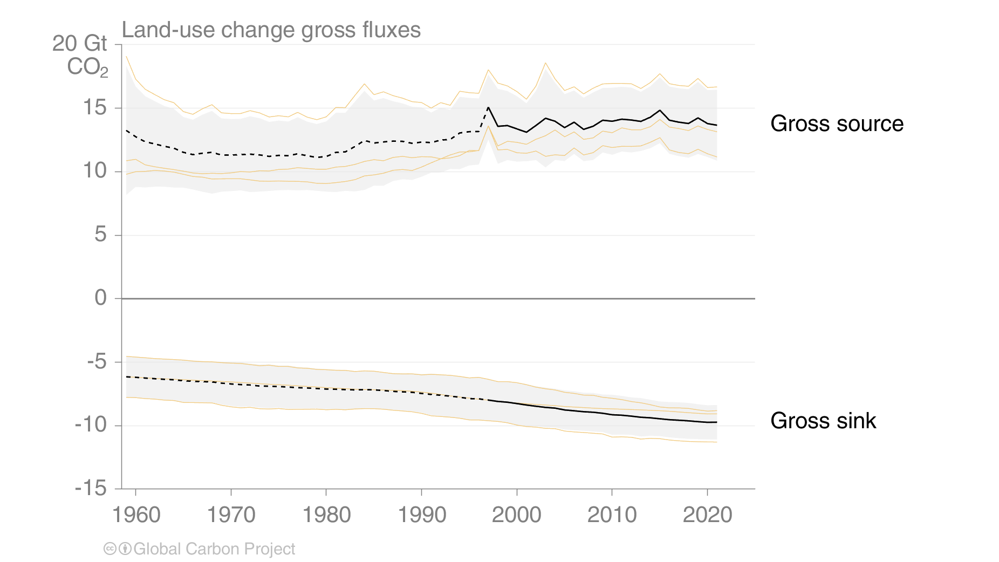 Land-use change gross fluxes
20 Gt
CO₂
15
10
5
0
-5
-10
-15
1960 1970 1980 1990 2000 2010 2020
Gross source
Gross sink
cc Global Carbon Project